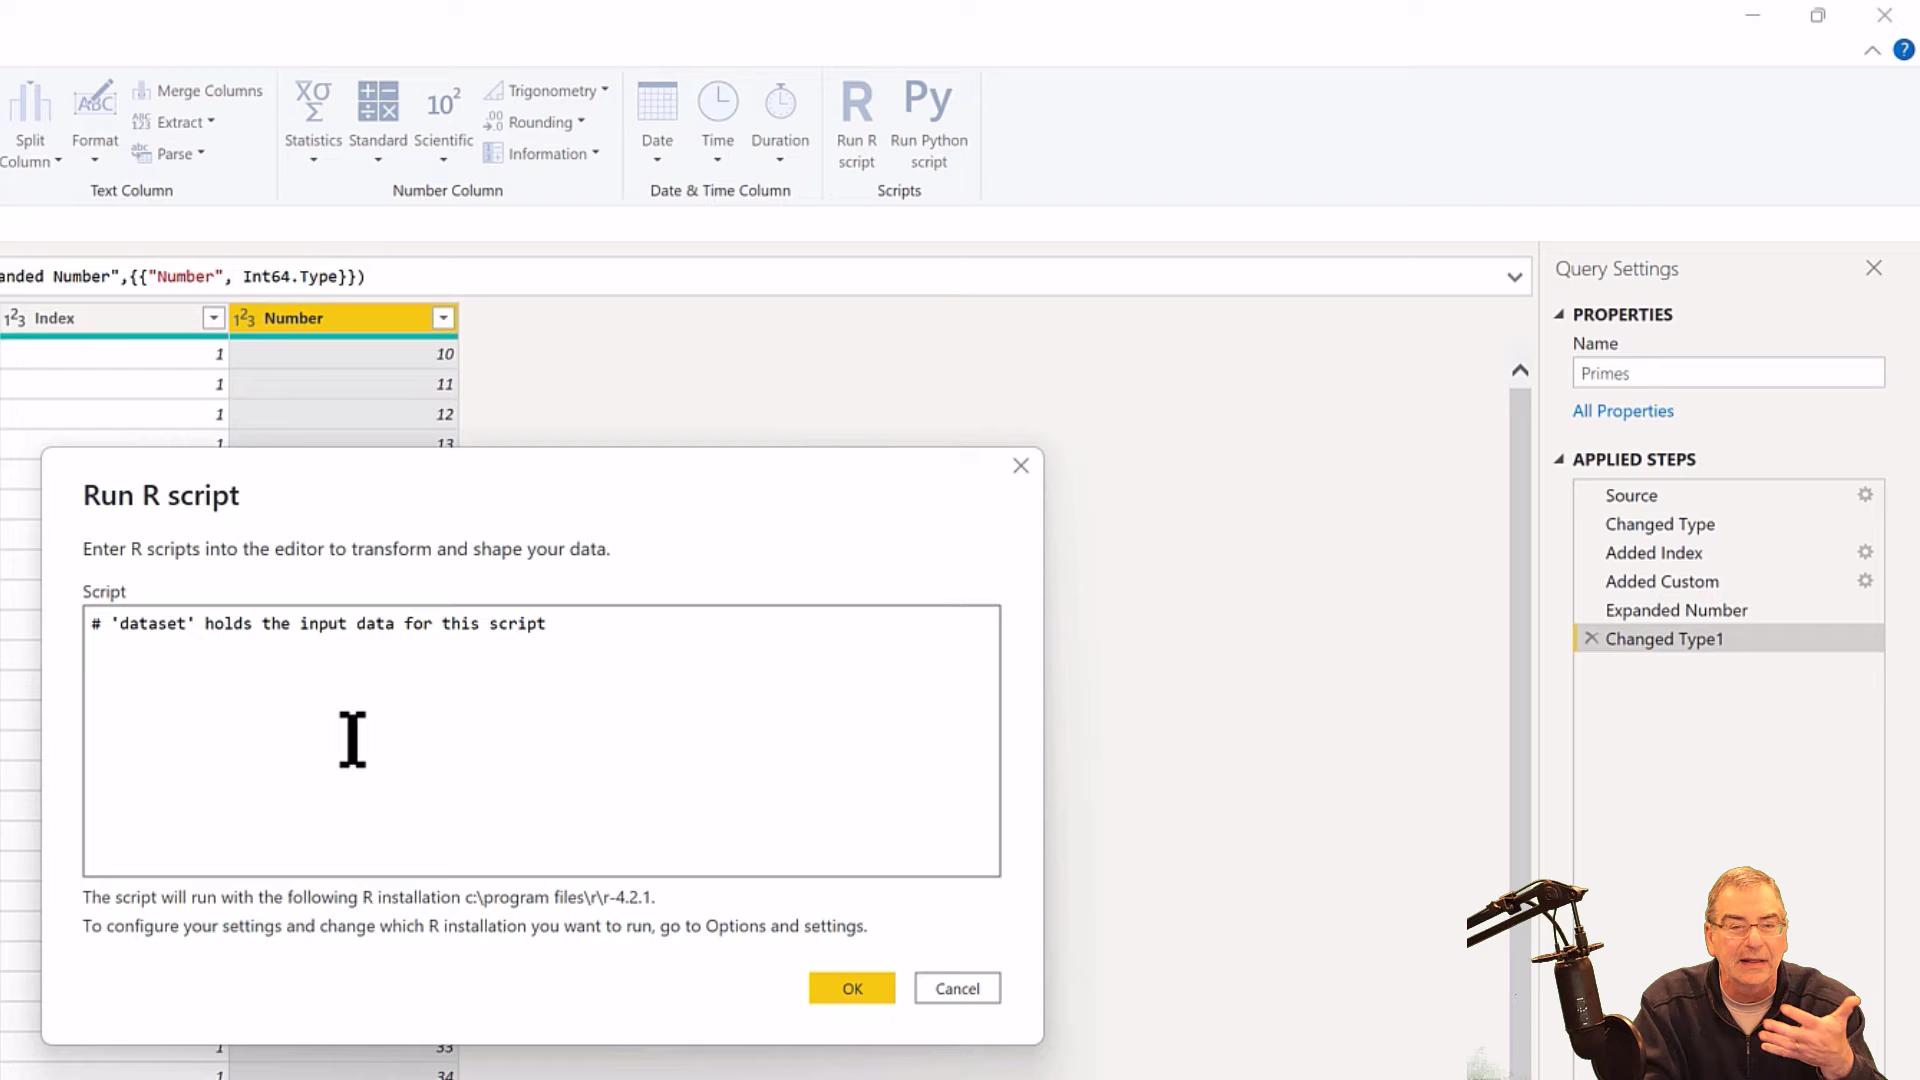 Split Column
Format
Merge Columns
Extract
Parse
Text Column
Statistics
Standard
Scientific
Trigonometry
Rounding
Information
Number Column
Date
Time
Duration
Date & Time Column
R
Run R script
Py
Run Python script
Scripts
anded Number",{{"Number", Int64.Type}})
Query Settings
PROPERTIES
Name
Primes
All Properties
APPLIED STEPS
Source
Changed Type
Added Index
Added Custom
Expanded Number
Changed Type1
1²3 Index
1²3 Number
1 10
1 11
1 12
1 13
Run R script
Enter R scripts into the editor to transform and shape your data.
Script
# 'dataset' holds the input data for this script
The script will run with the following R installation c:\program files\r\r-4.2.1.
To configure your settings and change which R installation you want to run, go to Options and settings.
OK
Cancel
1 33
1 34